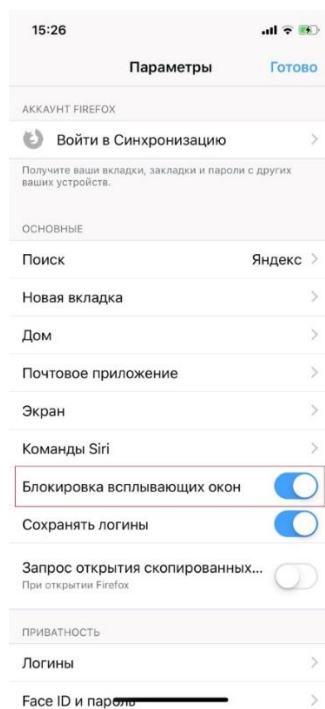 15:26
Параметры
Готово
АККАУНТ FIREFOX
Войти в Синхронизацию
Получите ваши вкладки, закладки и пароли с других
ваших устройств.
ОСНОВНЫЕ
Поиск
Яндекс
Новая вкладка
Дом
Почтовое приложение
Экран
Команды Siri
Блокировка всплывающих окон
Сохранять логины
Запрос открытия скопированных...
При открытии Firefox
ПРИВАТНОСТЬ
Логины
Face ID и пароль